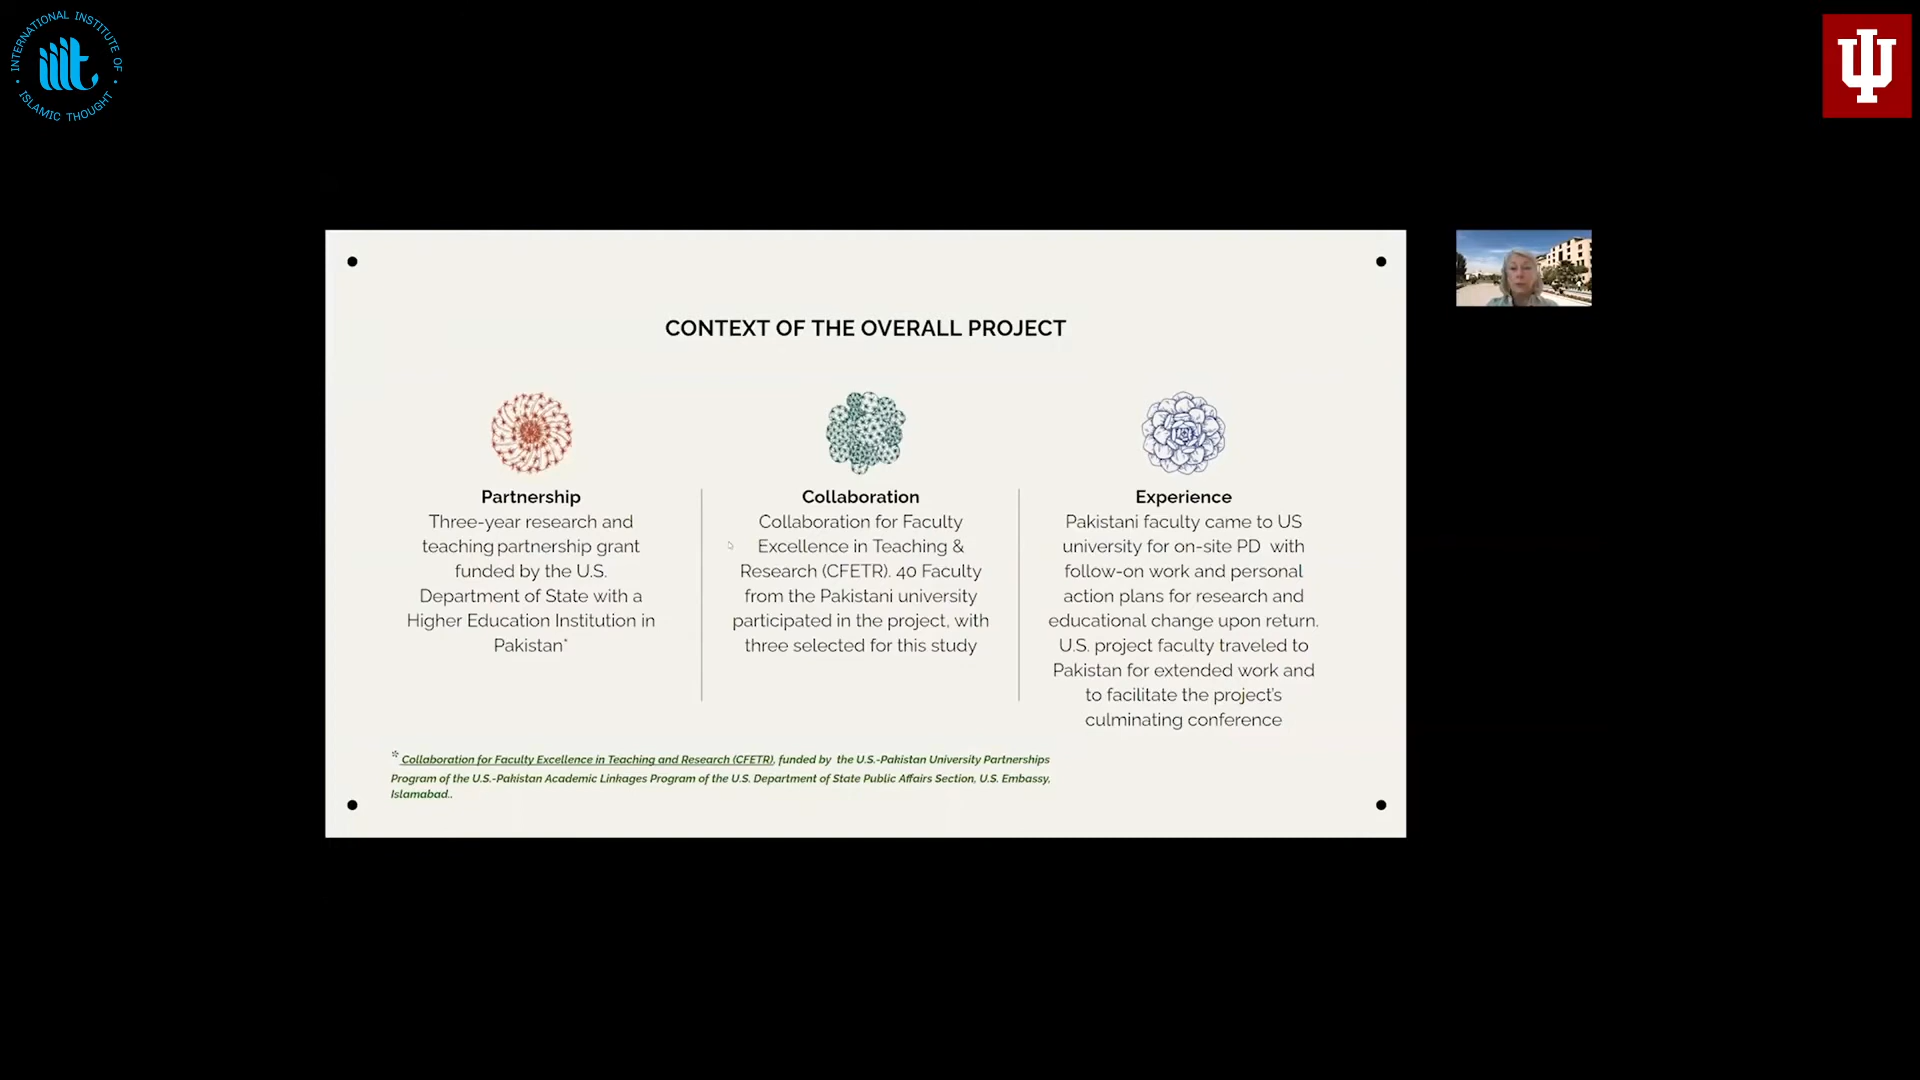 INTERNATIONAL INSTITUTE OF
ISLAMIC THOUGHT
iiit
CONTEXT OF THE OVERALL PROJECT
Partnership
Three-year research and
teaching partnership grant
funded by the U.S.
Department of State with a
Higher Education Institution in
Pakistan*
Collaboration
Collaboration for Faculty
Excellence in Teaching &
Research (CFETR). 40 Faculty
from the Pakistani university
participated in the project, with
three selected for this study
Experience
Pakistani faculty came to US
university for on-site PD with
follow-on work and personal
action plans for research and
educational change upon return.
U.S. project faculty traveled to
Pakistan for extended work and
to facilitate the project's
culminating conference
* Collaboration for Faculty Excellence in Teaching and Research (CFETR), funded by the U.S.-Pakistan University Partnerships
Program of the U.S.-Pakistan Academic Linkages Program of the U.S. Department of State Public Affairs Section, U.S. Embassy,
Islamabad..